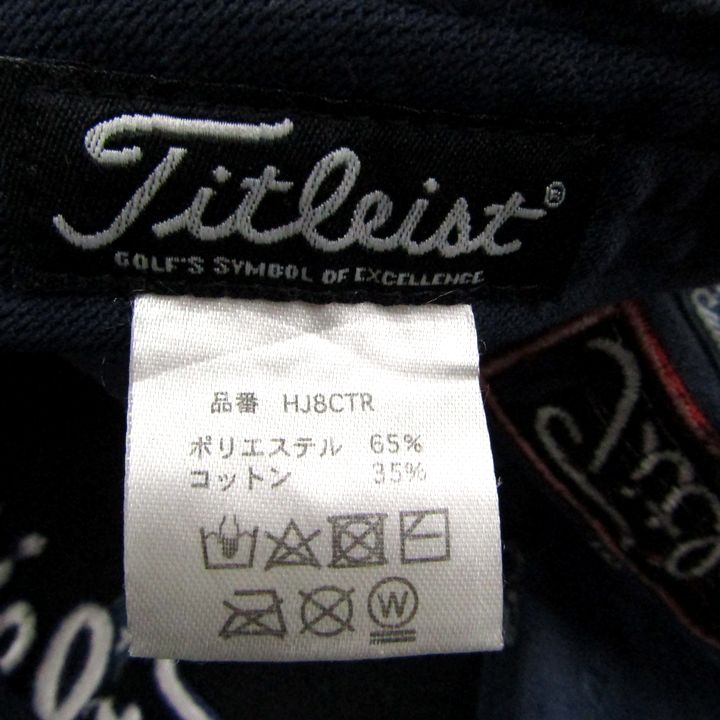 Titleist®
GOLF'S SYMBOL OF EXCELLENCE
品番 HJ8CTR
ポリエステル 65%
コットン 35%
W